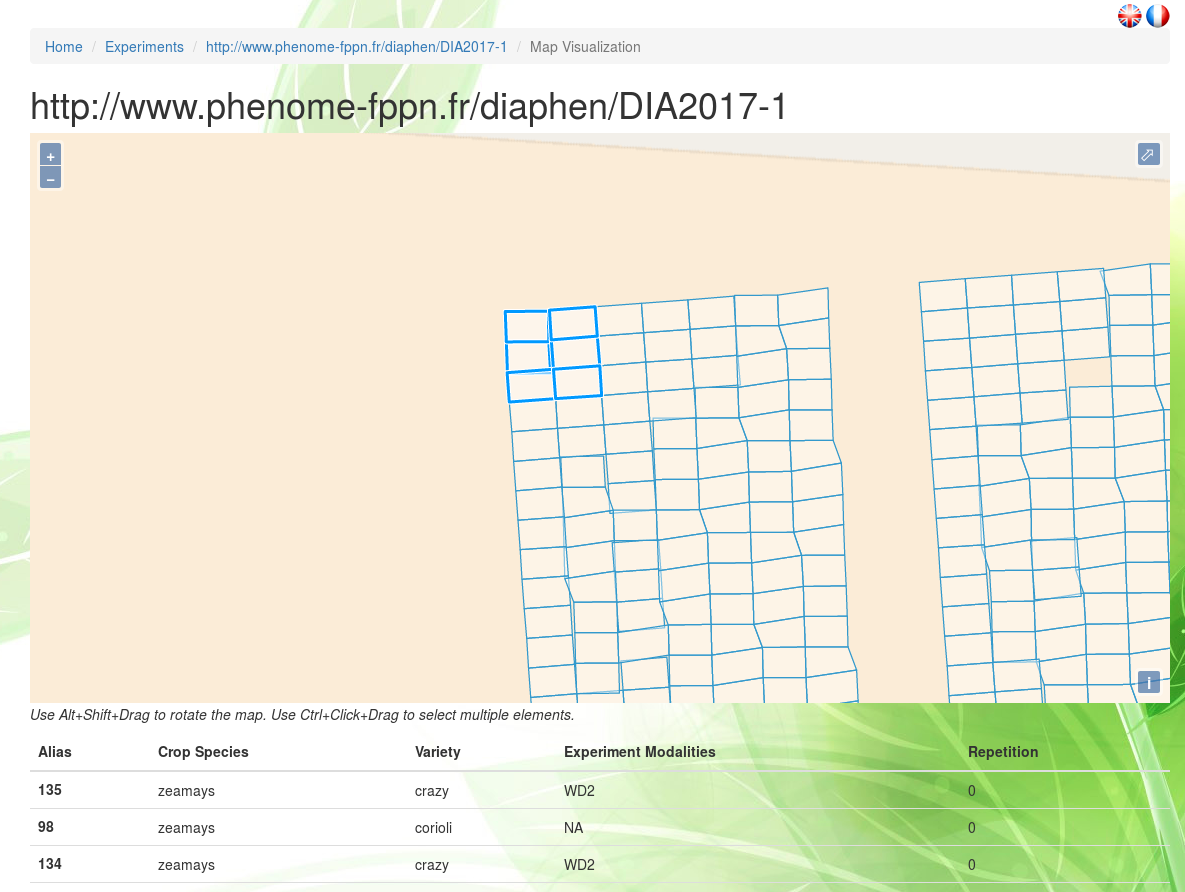 Home / Experiments / http://www.phenome-fppn.fr/diaphen/DIA2017-1 / Map Visualization
http://www.phenome-fppn.fr/diaphen/DIA2017-1
+
–
i
Use Alt+Shift+Drag to rotate the map. Use Ctrl+Click+Drag to select multiple elements.
Alias Crop Species Variety Experiment Modalities Repetition
135 zeamays crazy WD2 0
98 zeamays corioli NA 0
134 zeamays crazy WD2 0